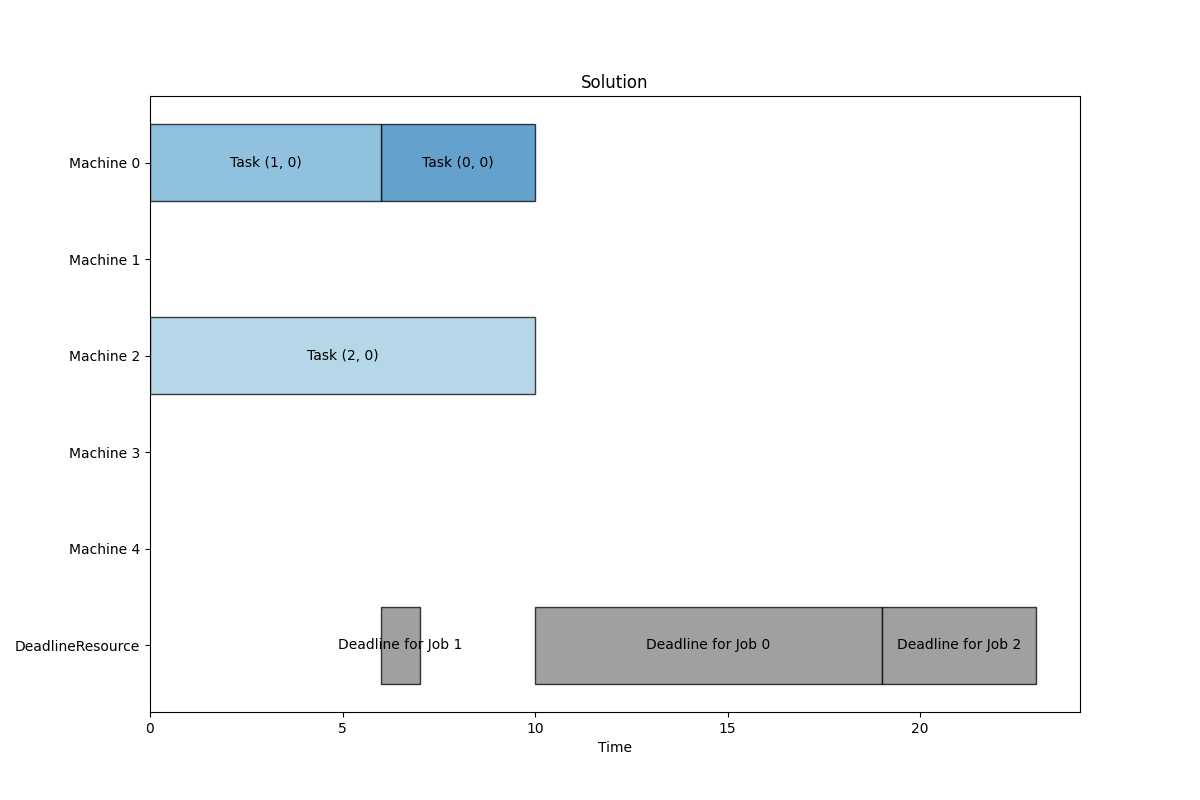 Solution
Machine 0
Task (1, 0)
Task (0, 0)
Machine 1
Machine 2
Task (2, 0)
Machine 3
Machine 4
DeadlineResource
Deadline for Job 1
Deadline for Job 0
Deadline for Job 2
0
5
10
15
20
Time